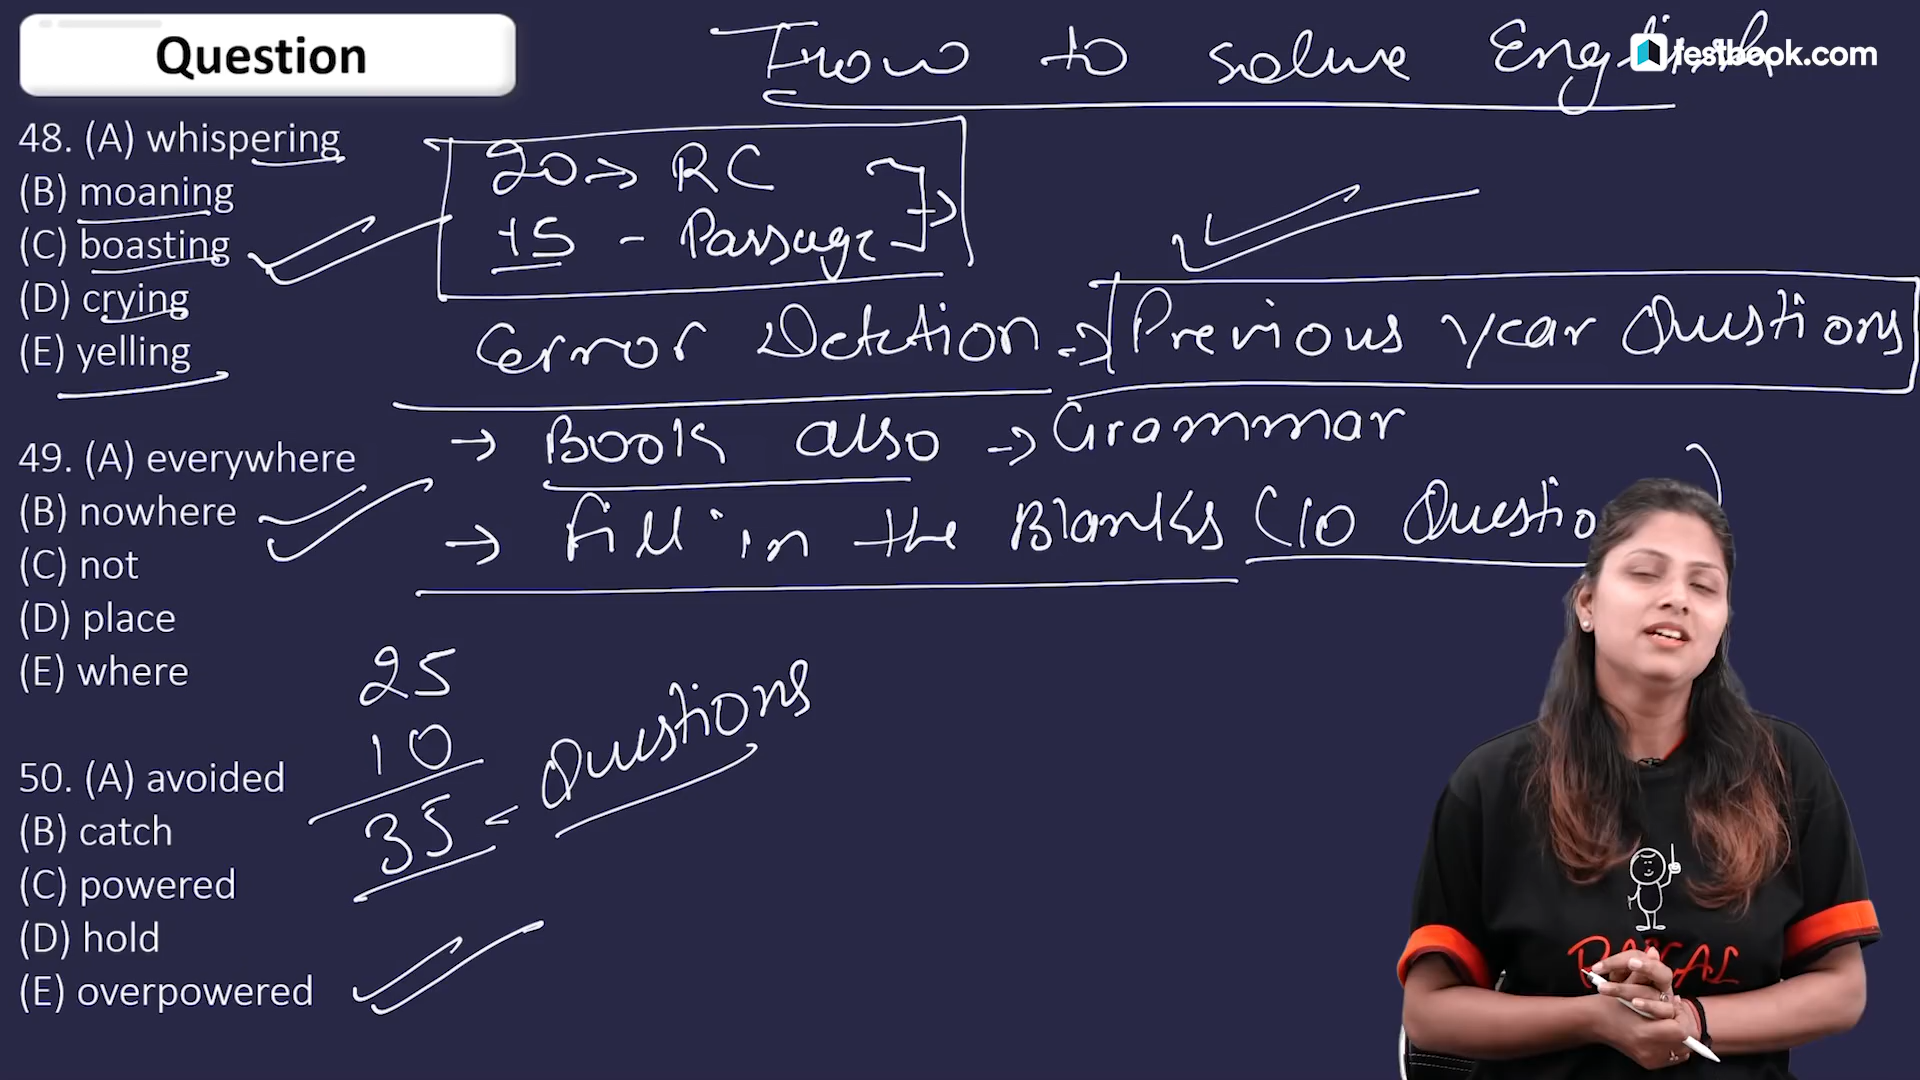 Question
How to solve English
testbook.com
48. (A) whispering
(B) moaning
(C) boasting
(D) crying
(E) yelling
20 → RC
15 - Passage
Error Detction → Previous year Questions
→ Book also → Grammar
→ Fill in the Blanks (10 Questio
49. (A) everywhere
(B) nowhere
(C) not
(D) place
(E) where
25
10
35 - Questions
50. (A) avoided
(B) catch
(C) powered
(D) hold
(E) overpowered